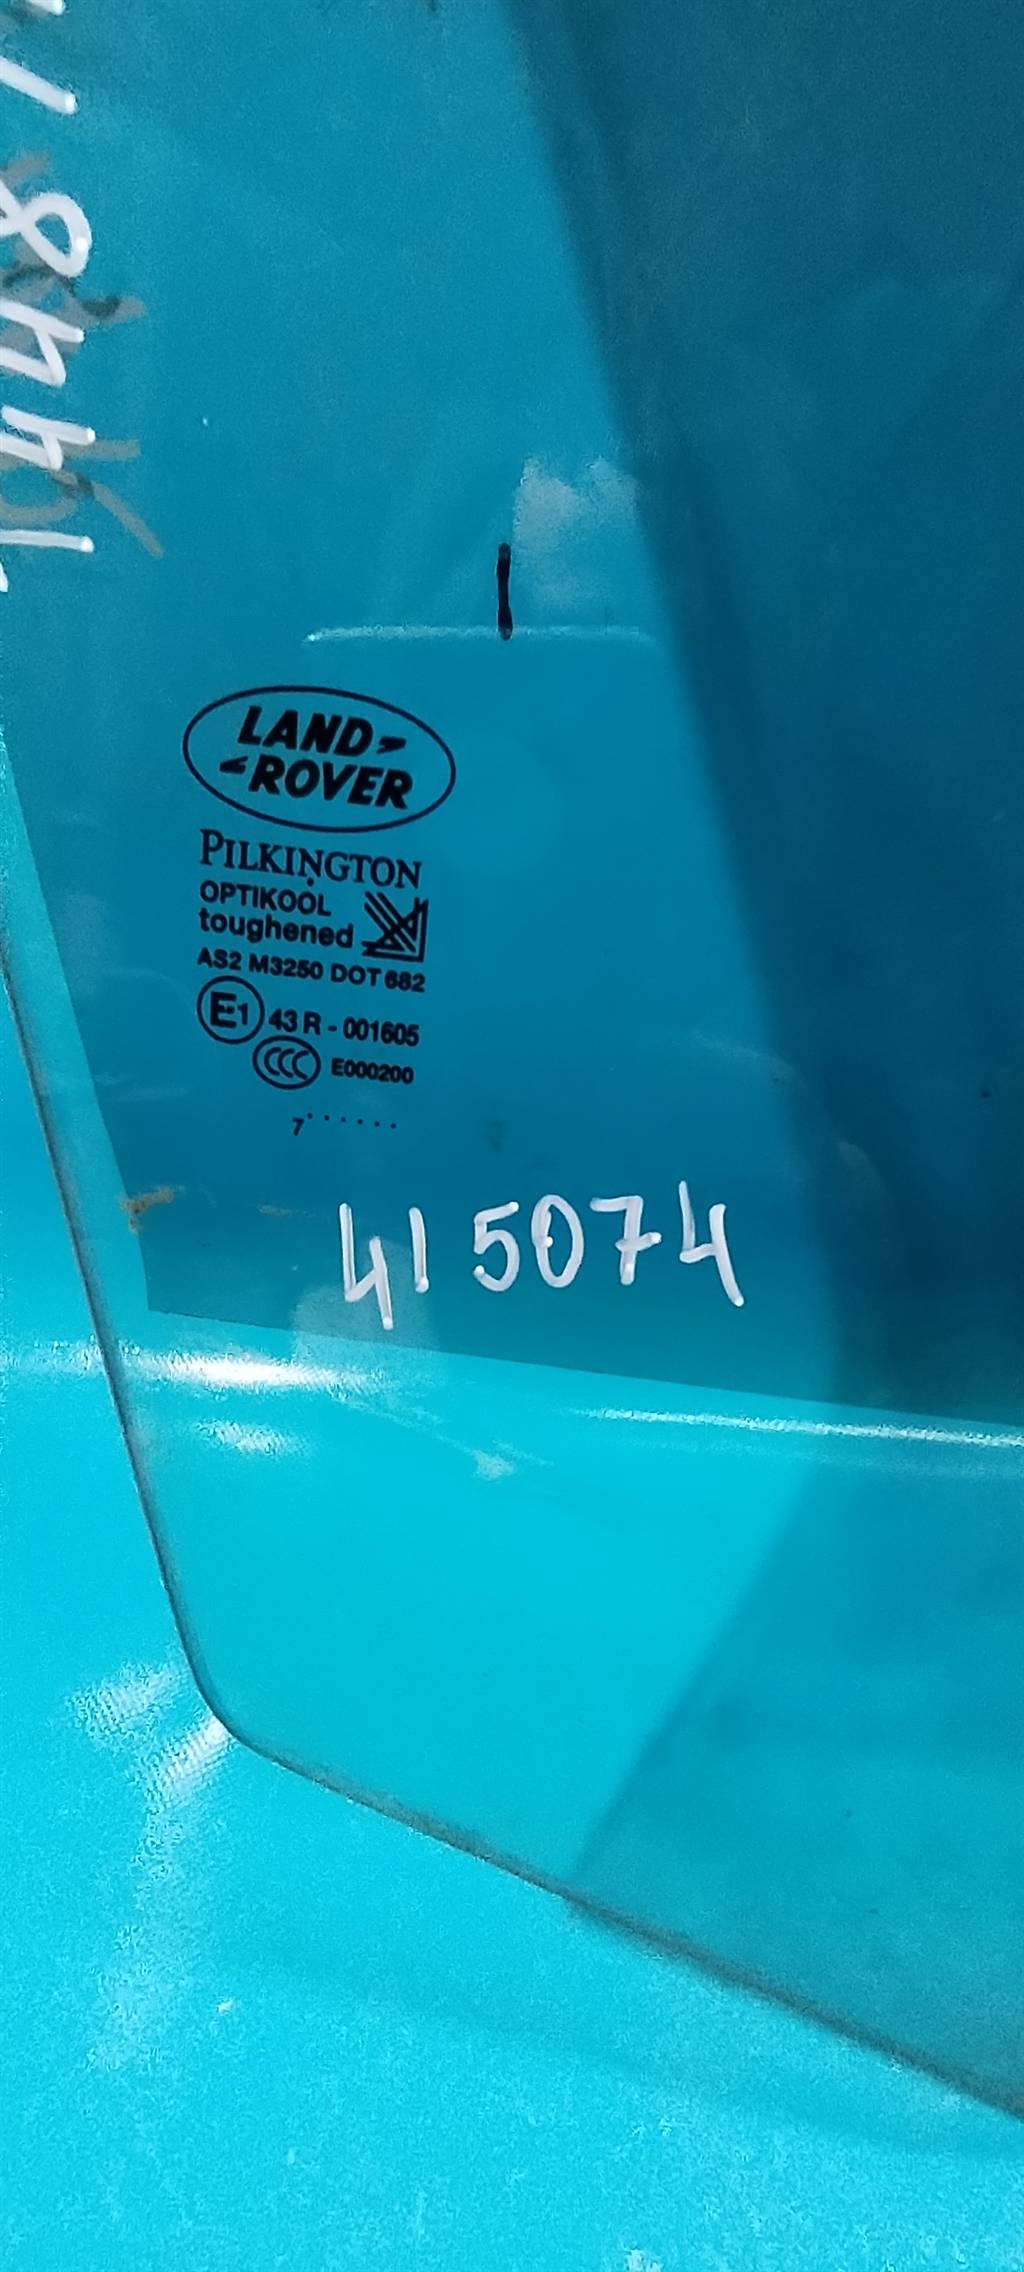 LAND
ROVER
PILKINGTON
OPTIKOOL
toughened
AS2 M3250 DOT 682
E1 43 R - 001605
CCC E000200
7 . . . . . .
415074